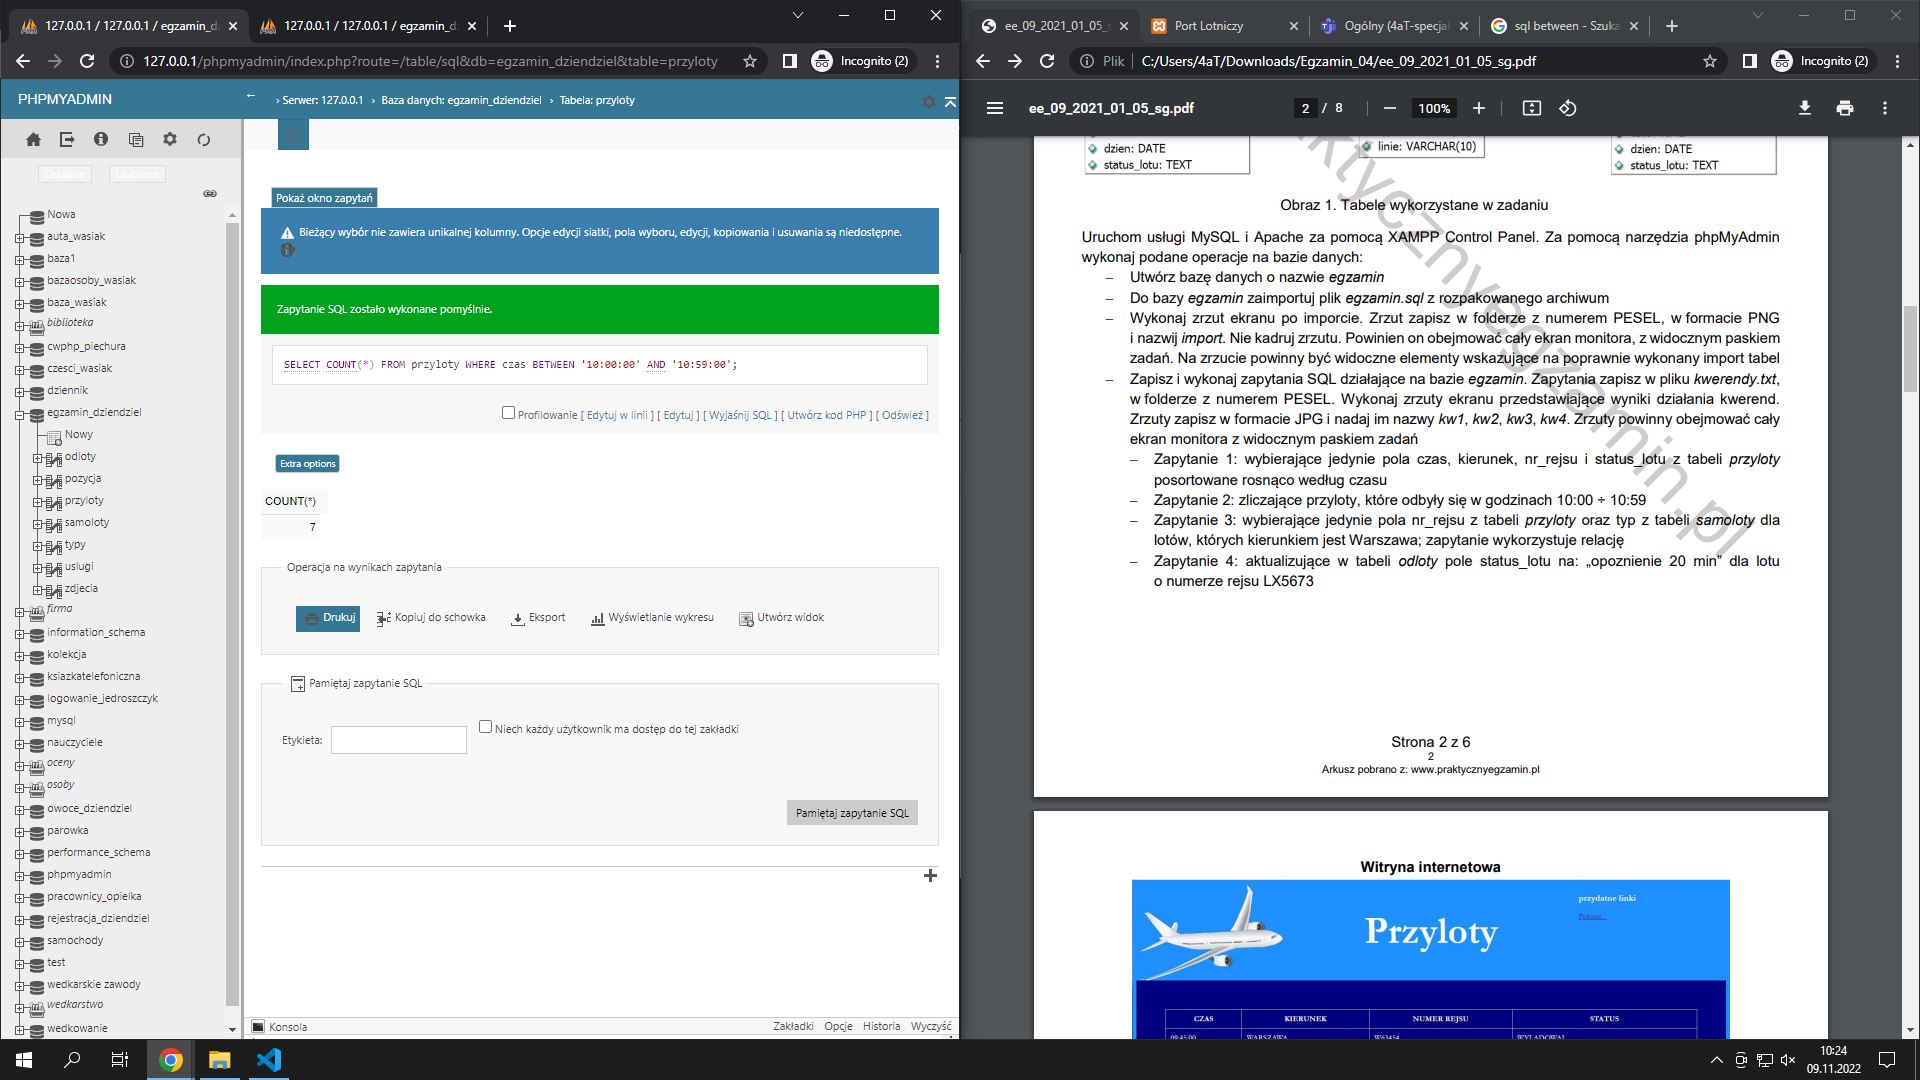 127.0.0.1 / 127.0.0.1 / egzamin_d
127.0.0.1 / 127.0.0.1 / egzamin_d
127.0.0.1/phpmyadmin/index.php?route=/table/sql&db=egzamin_dziendziel&table=przyloty
Incognito (2)
PHPMYADMIN
Ostatnie
Ulubione
Nowa
auta_wasiak
baza1
bazaosoby_wasiak
baza_wasiak
biblioteka
cwphp_piechura
czesci_wasiak
dziennik
egzamin_dziendziel
Nowy
odloty
pozycja
przyloty
samoloty
typy
uslugi
zdjecia
firma
information_schema
kolekcja
ksiazkatelefoniczna
logowanie_jedroszczyk
mysql
nauczyciele
oceny
osoby
owoce_dziendziel
parowka
performance_schema
phpmyadmin
pracownicy_opielka
rejestracja_dziendziel
samochody
test
wedkarskie zawody
wedkarstwo
wedkowanie
› Serwer: 127.0.0.1 › Baza danych: egzamin_dziendziel › Tabela: przyloty
Pokaż okno zapytań
Bieżący wybór nie zawiera unikalnej kolumny. Opcje edycji siatki, pola wyboru, edycji, kopiowania i usuwania są niedostępne.
Zapytanie SQL zostało wykonane pomyślnie.
SELECT COUNT(*) FROM przyloty WHERE czas BETWEEN '10:00:00' AND '10:59:00';
Profilowanie [ Edytuj w linii ] [ Edytuj ] [ Wyjaśnij SQL ] [ Utwórz kod PHP ] [ Odśwież ]
Extra options
COUNT(*)
7
Operacja na wynikach zapytania
Drukuj
Kopiuj do schowka
Eksport
Wyświetlanie wykresu
Utwórz widok
Pamiętaj zapytanie SQL
Etykieta:
Niech każdy użytkownik ma dostęp do tej zakładki
Pamiętaj zapytanie SQL
Konsola
Zakładki Opcje Historia Wyczyść
ee_09_2021_01_05_s
Port Lotniczy
Ogólny (4aT-specjal
sql between - Szuka
Plik
C:/Users/4aT/Downloads/Egzamin_04/ee_09_2021_01_05_sg.pdf
Incognito (2)
ee_09_2021_01_05_sg.pdf
2 / 8
100%
dzien: DATE
status_lotu: TEXT
linie: VARCHAR(10)
dzien: DATE
status_lotu: TEXT
Obraz 1. Tabele wykorzystane w zadaniu
Uruchom usługi MySQL i Apache za pomocą XAMPP Control Panel. Za pomocą narzędzia phpMyAdmin
wykonaj podane operacje na bazie danych:
– Utwórz bazę danych o nazwie egzamin
– Do bazy egzamin zaimportuj plik egzamin.sql z rozpakowanego archiwum
– Wykonaj zrzut ekranu po imporcie. Zrzut zapisz w folderze z numerem PESEL, w formacie PNG
i nazwij import. Nie kadruj zrzutu. Powinien on obejmować cały ekran monitora, z widocznym paskiem
zadań. Na zrzucie powinny być widoczne elementy wskazujące na poprawnie wykonany import tabel
– Zapisz i wykonaj zapytania SQL działające na bazie egzamin. Zapytania zapisz w pliku kwerendy.txt,
w folderze z numerem PESEL. Wykonaj zrzuty ekranu przedstawiające wyniki działania kwerend.
Zrzuty zapisz w formacie JPG i nadaj im nazwy kw1, kw2, kw3, kw4. Zrzuty powinny obejmować cały
ekran monitora z widocznym paskiem zadań
– Zapytanie 1: wybierające jedynie pola czas, kierunek, nr_rejsu i status_lotu z tabeli przyloty
posortowane rosnąco według czasu
– Zapytanie 2: zliczające przyloty, które odbyły się w godzinach 10:00 ÷ 10:59
– Zapytanie 3: wybierające jedynie pola nr_rejsu z tabeli przyloty oraz typ z tabeli samoloty dla
lotów, których kierunkiem jest Warszawa; zapytanie wykorzystuje relację
– Zapytanie 4: aktualizujące w tabeli odloty pole status_lotu na: „opoznienie 20 min” dla lotu
o numerze rejsu LX5673
ktycznyegzamin.pl
Strona 2 z 6
2
Arkusz pobrano z: www.praktycznyegzamin.pl
Witryna internetowa
Przyloty
przydatne linki
Pobierz...
CZAS KIERUNEK NUMER REJSU STATUS
09:45:00 WARSZAWA W63454 WYLADOWAL
10:24
09.11.2022